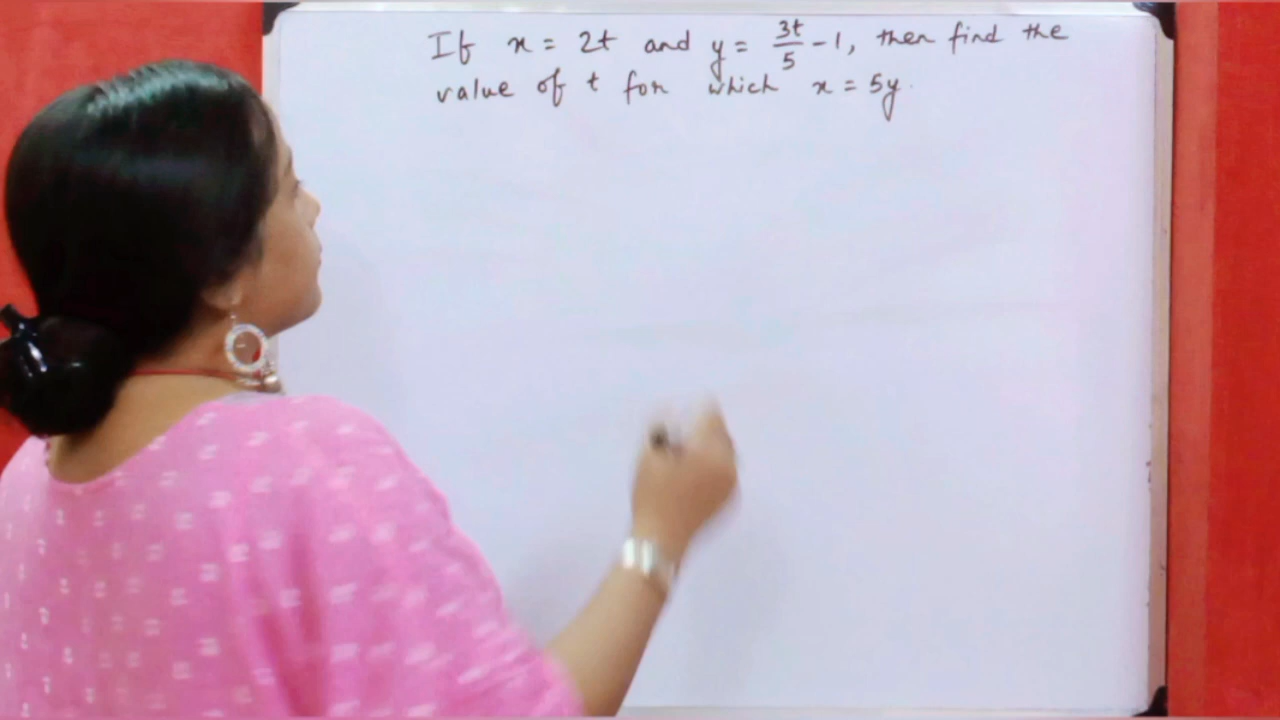 If x = 2t and y = 3t/5 - 1, then find the
value of t for which x = 5y.